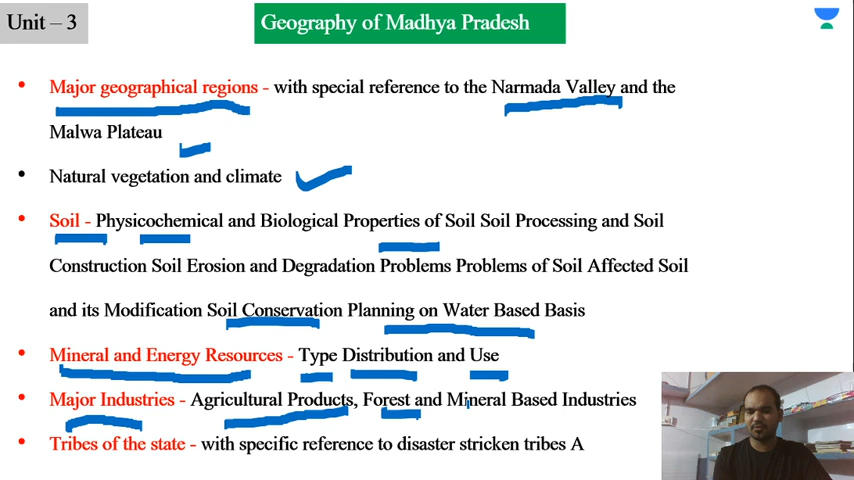 Unit – 3
Geography of Madhya Pradesh
• Major geographical regions - with special reference to the Narmada Valley and the
Malwa Plateau
• Natural vegetation and climate
• Soil - Physicochemical and Biological Properties of Soil Soil Processing and Soil
Construction Soil Erosion and Degradation Problems Problems of Soil Affected Soil
and its Modification Soil Conservation Planning on Water Based Basis
• Mineral and Energy Resources - Type Distribution and Use
• Major Industries - Agricultural Products, Forest and Mineral Based Industries
• Tribes of the state - with specific reference to disaster stricken tribes A